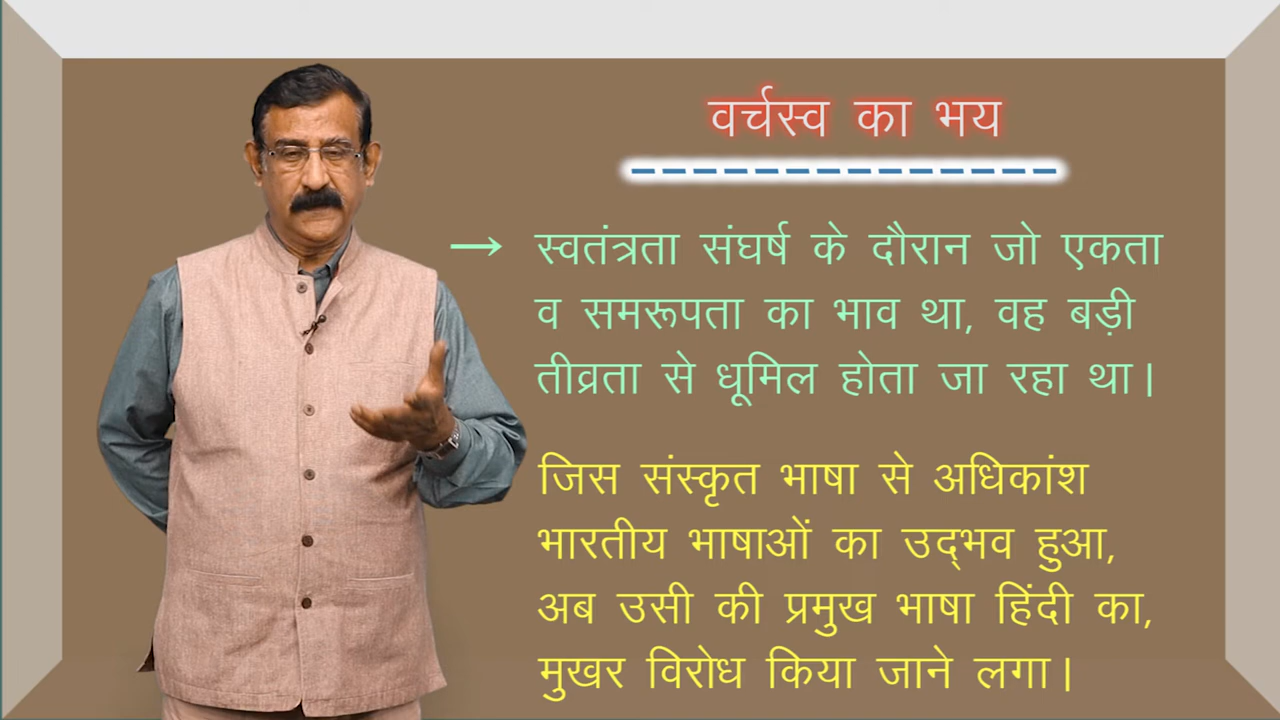 वर्चस्व का भय
→ स्वतंत्रता संघर्ष के दौरान जो एकता
व समरूपता का भाव था, वह बड़ी
तीव्रता से धूमिल होता जा रहा था।
जिस संस्कृत भाषा से अधिकांश
भारतीय भाषाओं का उद्‌भव हुआ,
अब उसी की प्रमुख भाषा हिंदी का,
मुखर विरोध किया जाने लगा।